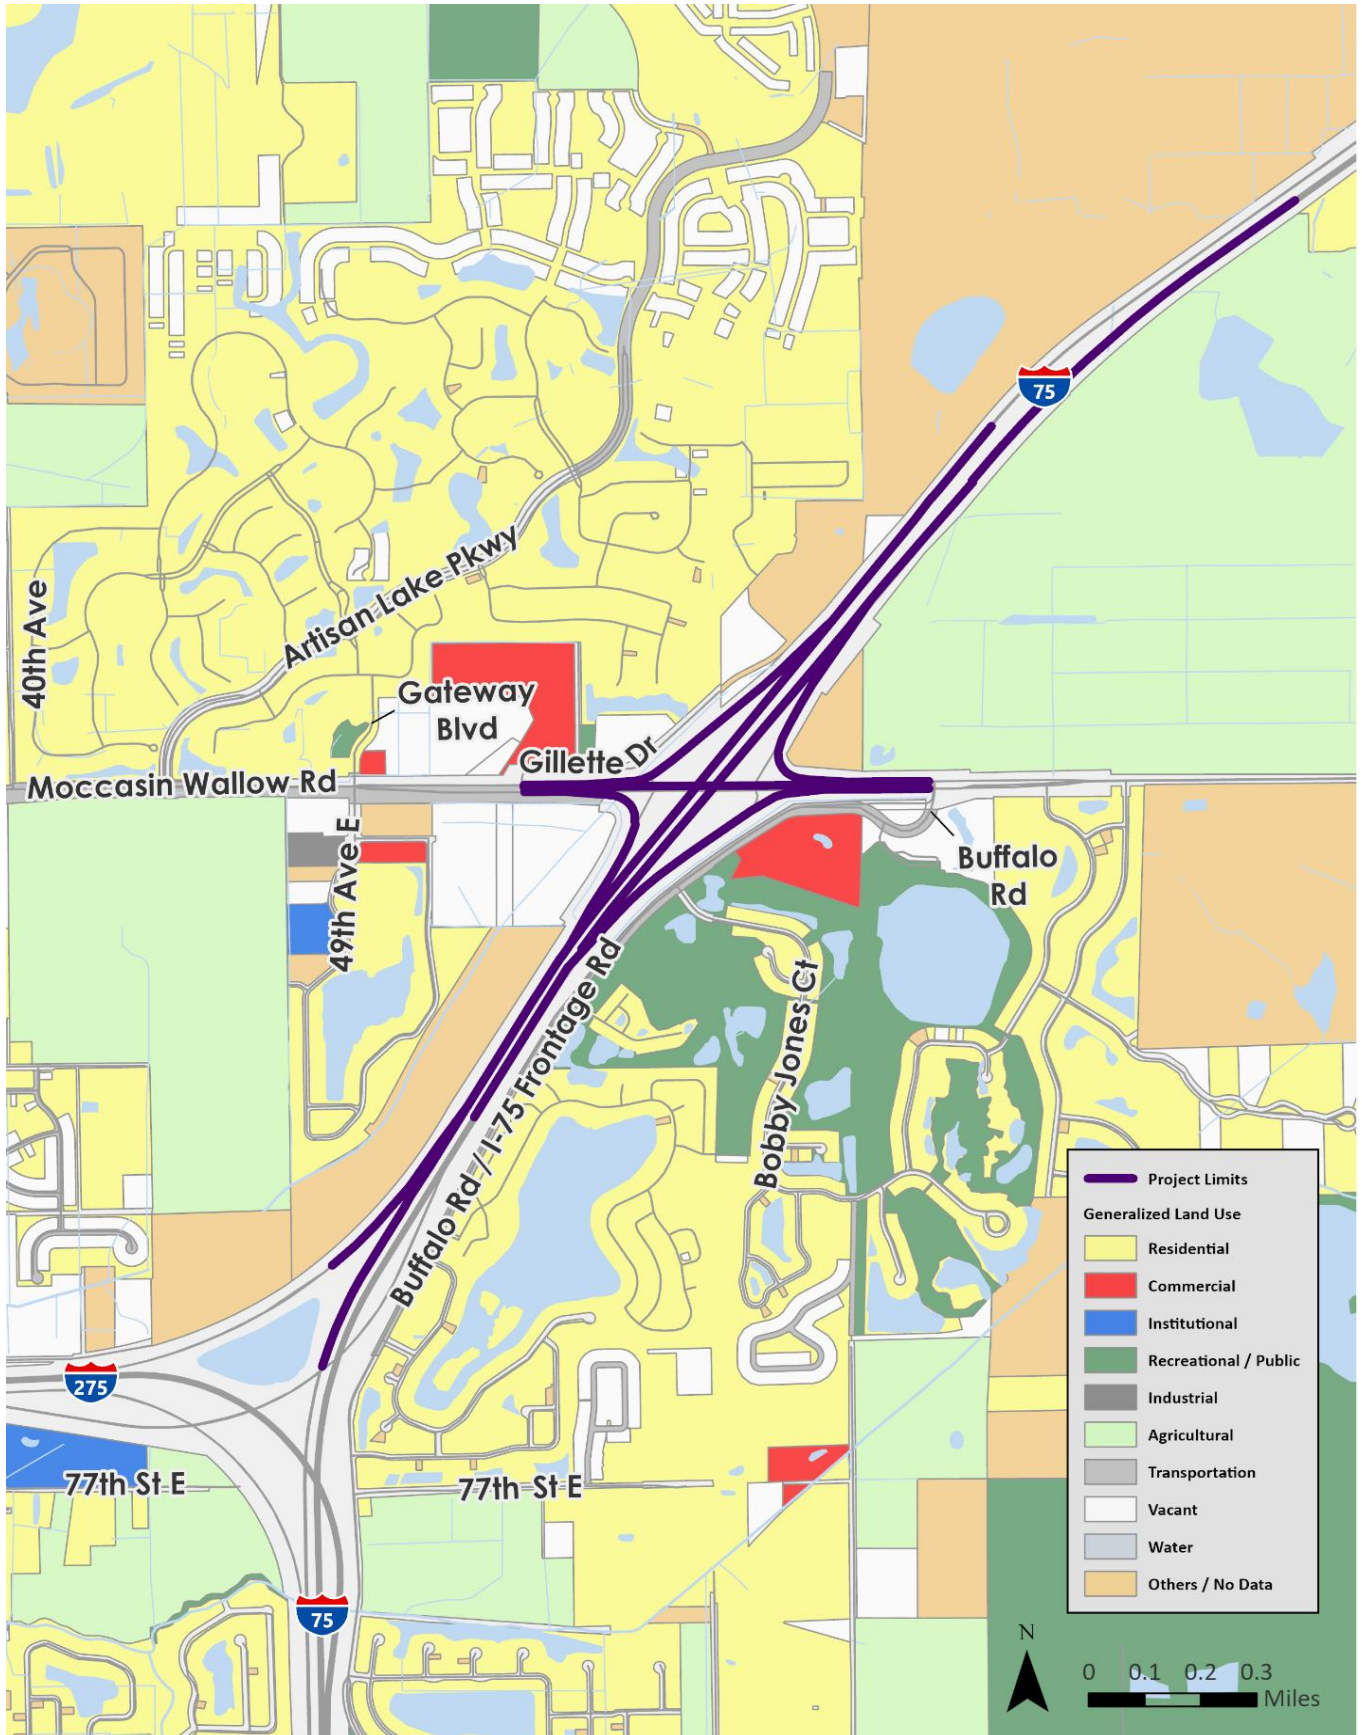 75
Artisan Lake Pkwy
40th Ave
Gateway
Blvd
Gillette Dr
Moccasin Wallow Rd
49th Ave E
Buffalo
Rd
Bobby Jones Ct
Buffalo Rd / I-75 Frontage Rd
275
77th St E
77th St E
75
Project Limits
Generalized Land Use
Residential
Commercial
Institutional
Recreational / Public
Industrial
Agricultural
Transportation
Vacant
Water
Others / No Data
N
0 0.1 0.2 0.3
Miles